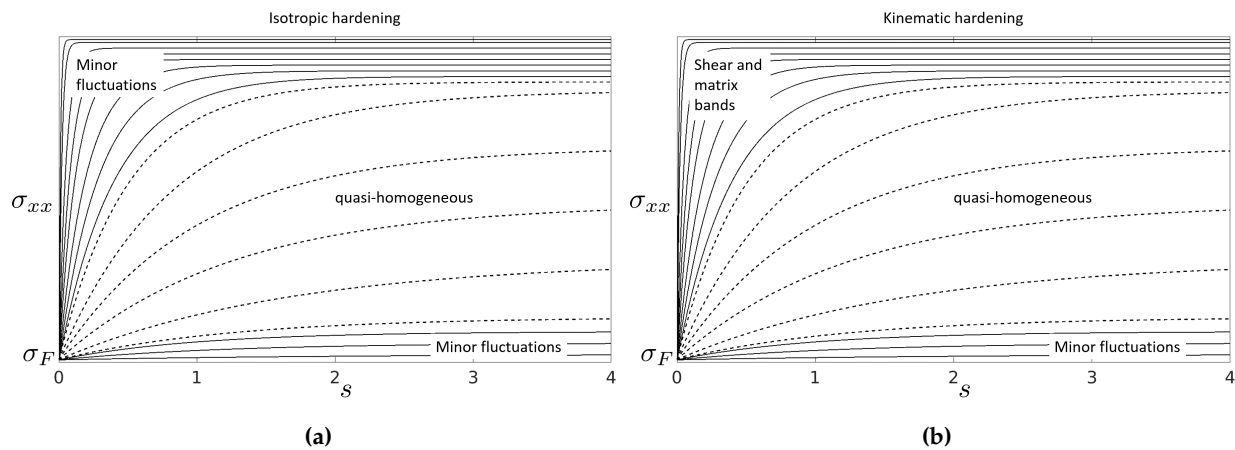 Isotropic hardening
Minor
fluctuations
quasi-homogeneous
Minor fluctuations
σxx
σF
0 1 2 3 4
s
(a)
Kinematic hardening
Shear and
matrix
bands
quasi-homogeneous
Minor fluctuations
σxx
σF
0 1 2 3 4
s
(b)